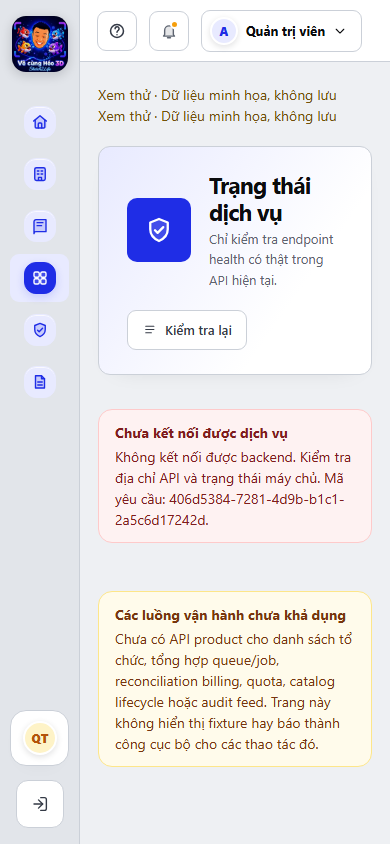 Vẽ cùng Hảo 3D
A Quản trị viên
Xem thử · Dữ liệu minh họa, không lưu
Xem thử · Dữ liệu minh họa, không lưu
Trạng thái
dịch vụ
Chỉ kiểm tra endpoint
health có thật trong
API hiện tại.
Kiểm tra lại
Chưa kết nối được dịch vụ
Không kết nối được backend. Kiểm tra
địa chỉ API và trạng thái máy chủ. Mã
yêu cầu: 406d5384-7281-4d9b-b1c1-
2a5c6d17242d.
Các luồng vận hành chưa khả dụng
Chưa có API product cho danh sách tổ
chức, tổng hợp queue/job,
reconciliation billing, quota, catalog
lifecycle hoặc audit feed. Trang này
không hiển thị fixture hay báo thành
công cục bộ cho các thao tác đó.
QT